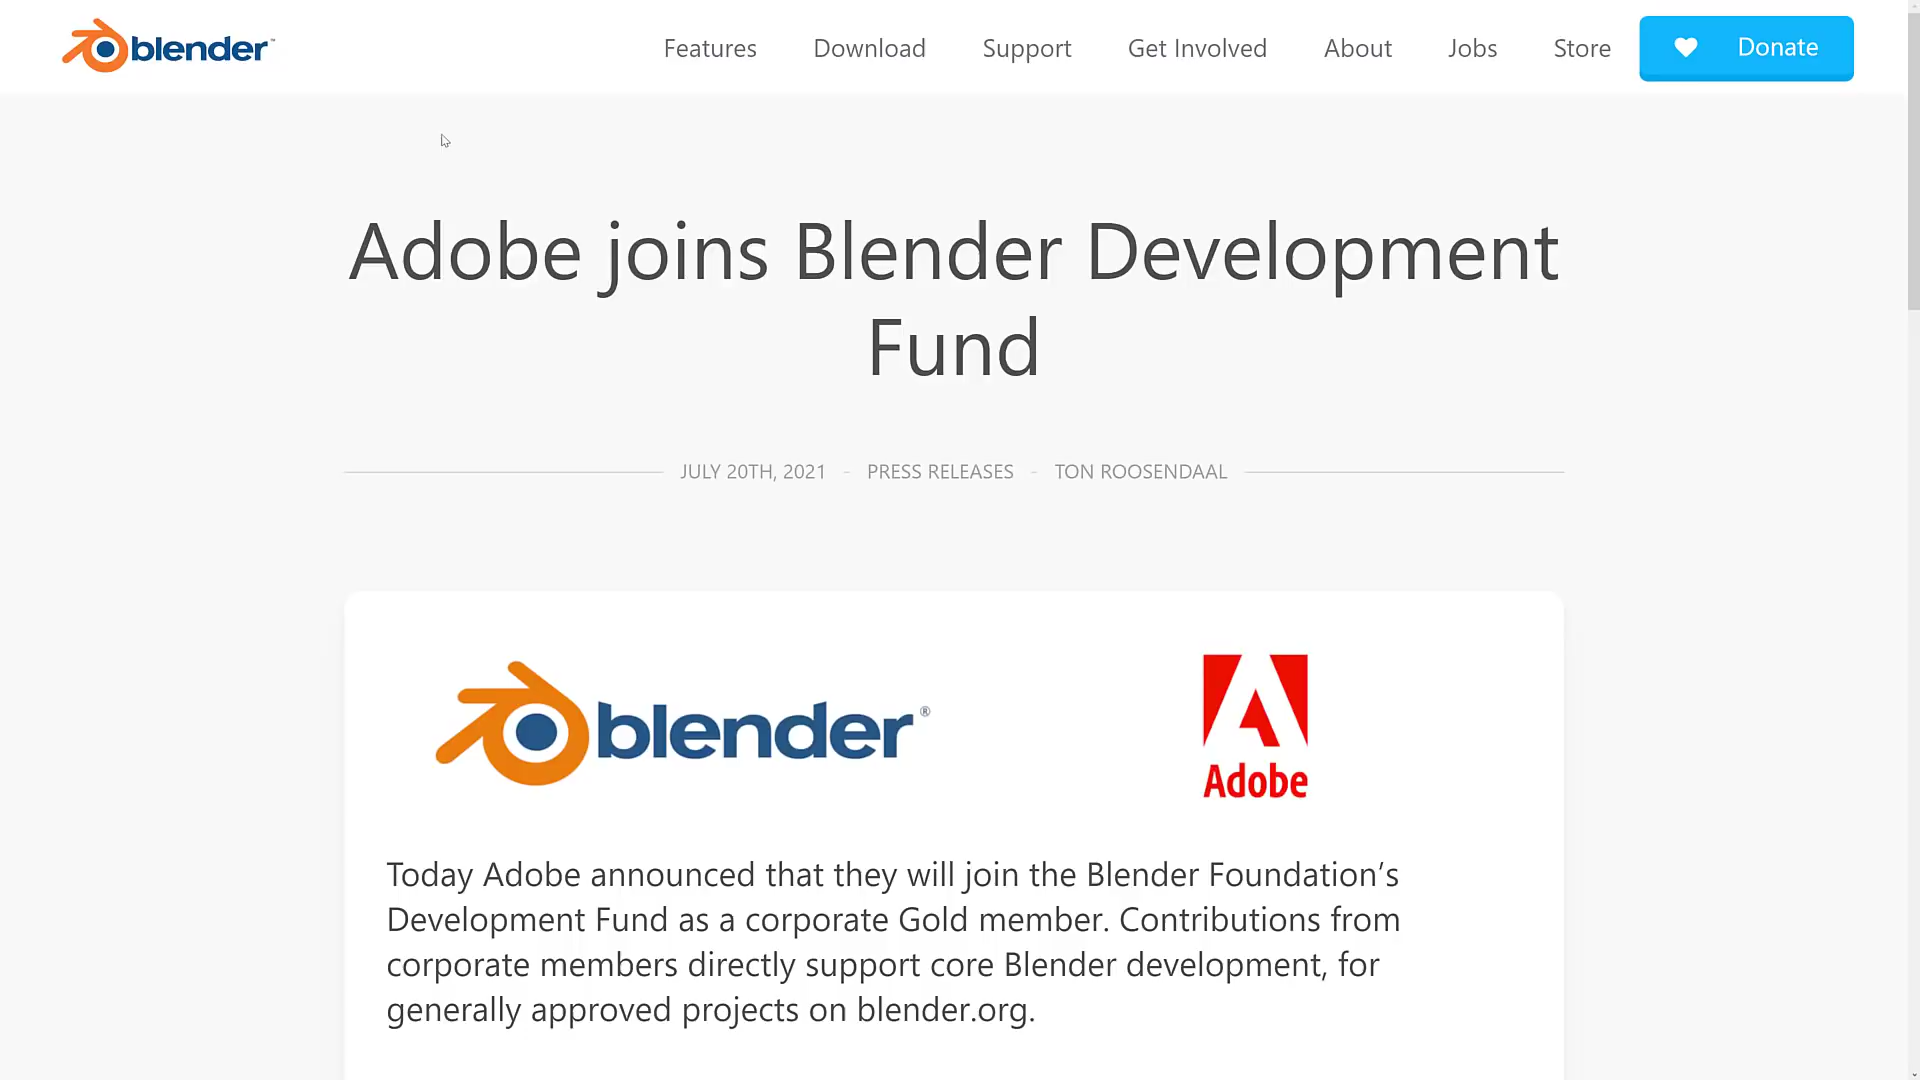 blender™
Features Download Support Get Involved About Jobs Store Donate
Adobe joins Blender Development
Fund
JULY 20TH, 2021 - PRESS RELEASES - TON ROOSENDAAL
blender®
Adobe
Today Adobe announced that they will join the Blender Foundation’s
Development Fund as a corporate Gold member. Contributions from
corporate members directly support core Blender development, for
generally approved projects on blender.org.